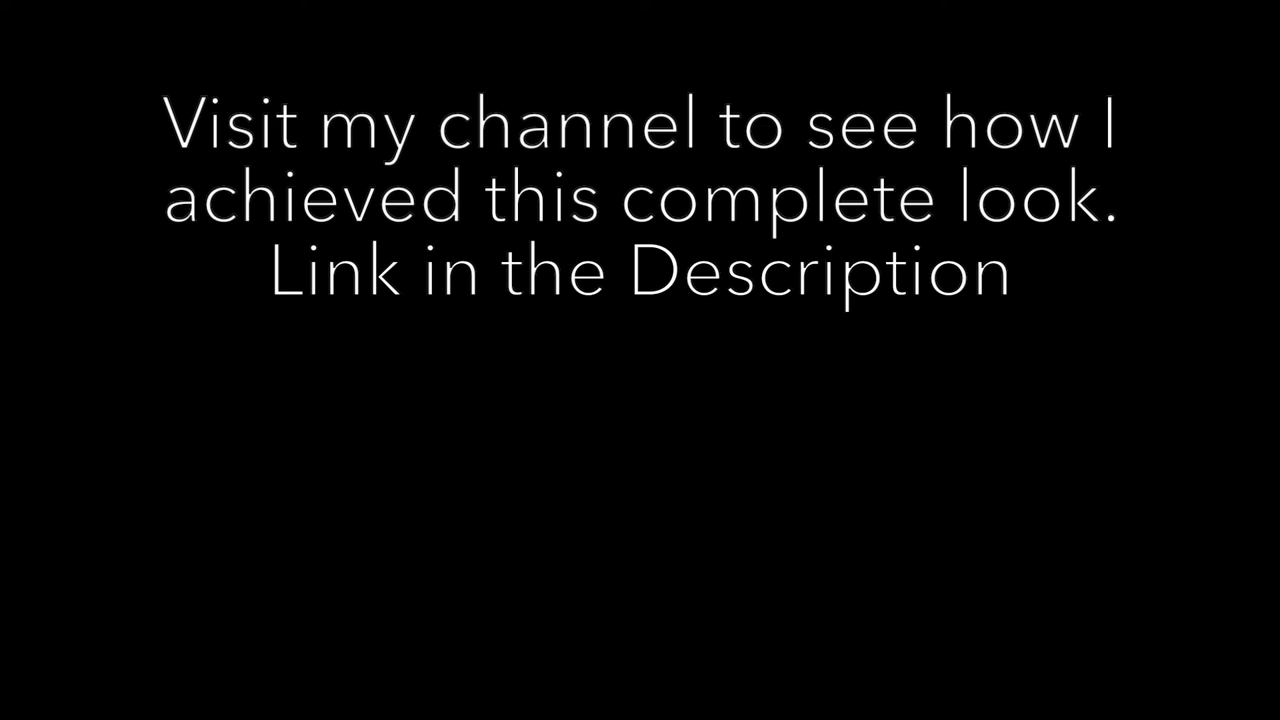 Visit my channel to see how I
achieved this complete look.
Link in the Description